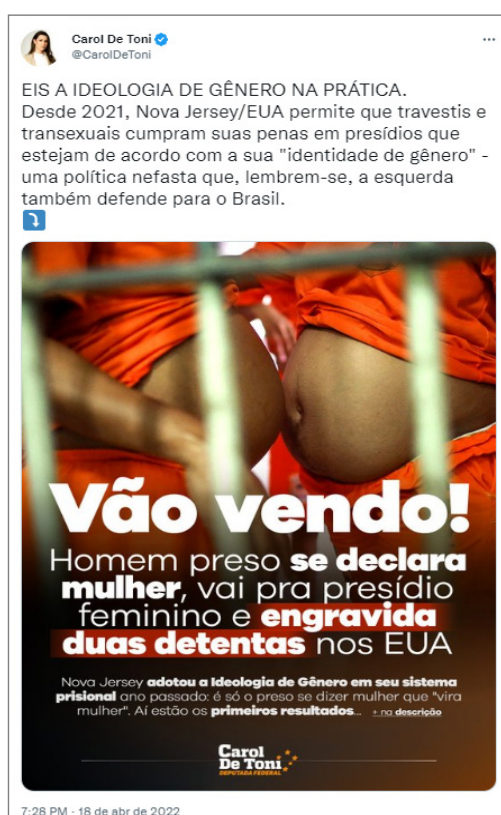 Carol De Toni
@CarolDeToni
EIS A IDEOLOGIA DE GÊNERO NA PRÁTICA.
Desde 2021, Nova Jersey/EUA permite que travestis e
transexuais cumpram suas penas em presídios que
estejam de acordo com a sua "identidade de gênero" -
uma política nefasta que, lembrem-se, a esquerda
também defende para o Brasil.
Vão vendo!
Homem preso se declara
mulher, vai pra presídio
feminino e engravida
duas detentas nos EUA
Nova Jersey adotou a Ideologia de Gênero em seu sistema
prisional ano passado: é só o preso se dizer mulher que "vira
mulher". Aí estão os primeiros resultados... + na descrição
Carol
De Toni
DEPUTADA FEDERAL
7:28 PM · 18 de abr de 2022